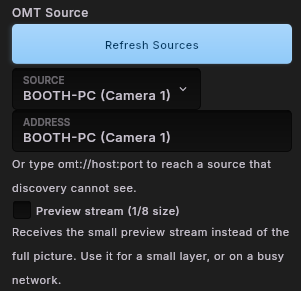 OMT Source
Refresh Sources
SOURCE
BOOTH-PC (Camera 1)
ADDRESS
BOOTH-PC (Camera 1)
Or type omt://host:port to reach a source that
discovery cannot see.
Preview stream (1/8 size)
Receives the small preview stream instead of the
full picture. Use it for a small layer, or on a busy
network.